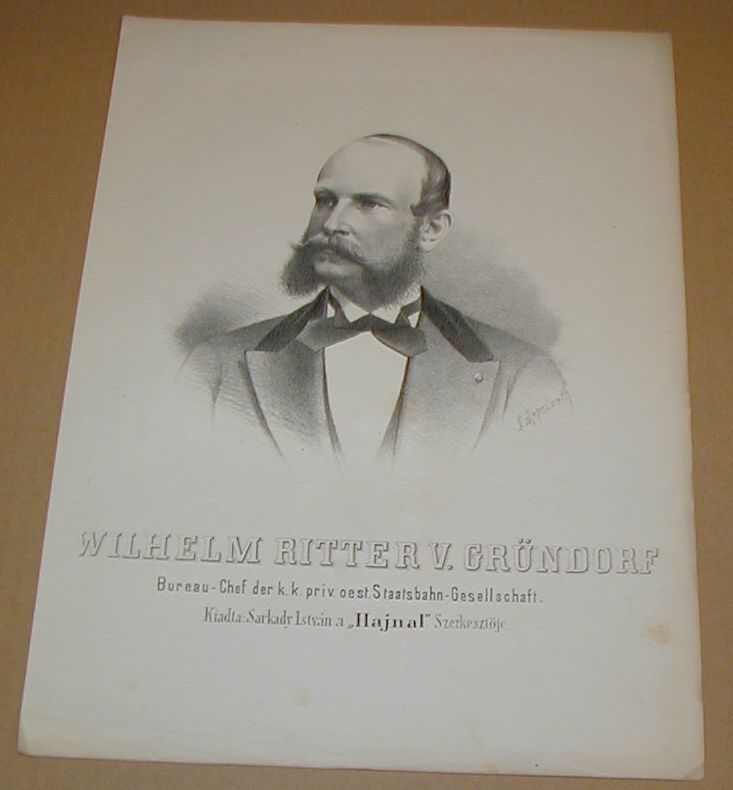 WILHELM RITTER V. GRÜNDORF
Bureau-Chef der k. k. priv. oest. Staatsbahn-Gesellschaft.
Kiadta: Sarkady István a „Hajnal” Szerkesztöje